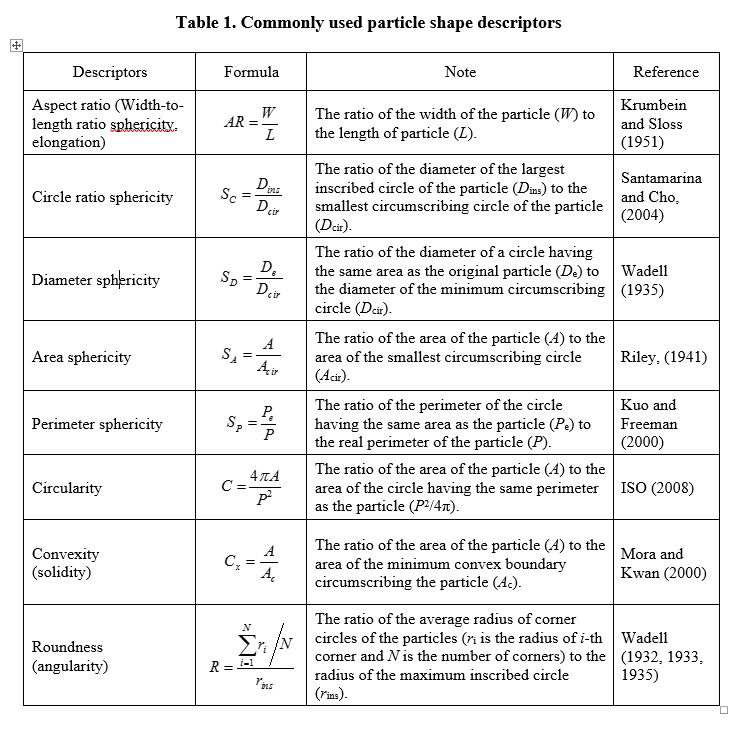 Table 1. Commonly used particle shape descriptors
Descriptors Formula Note Reference
Aspect ratio (Width-to-
length ratio sphericity,
elongation)
AR = W/L
The ratio of the width of the particle (W) to
the length of particle (L).
Krumbein
and Sloss
(1951)
Circle ratio sphericity
S_C = D_ins/D_cir
The ratio of the diameter of the largest
inscribed circle of the particle (D_ins) to the
smallest circumscribing circle of the particle
(D_cir).
Santamarina
and Cho,
(2004)
Diameter sphericity
S_D = D_e/D_cir
The ratio of the diameter of a circle having
the same area as the original particle (D_e) to
the diameter of the minimum circumscribing
circle (D_cir).
Wadell
(1935)
Area sphericity
S_A = A/A_cir
The ratio of the area of the particle (A) to the
area of the smallest circumscribing circle
(A_cir).
Riley, (1941)
Perimeter sphericity
S_P = P_e/P
The ratio of the perimeter of the circle
having the same area as the particle (P_e) to
the real perimeter of the particle (P).
Kuo and
Freeman
(2000)
Circularity
C = 4πA/P²
The ratio of the area of the particle (A) to the
area of the circle having the same perimeter
as the particle (P²/4π).
ISO (2008)
Convexity
(solidity)
C_x = A/A_c
The ratio of the area of the particle (A) to the
area of the minimum convex boundary
circumscribing the particle (A_c).
Mora and
Kwan (2000)
Roundness
(angularity)
R = (∑_{i=1}^{N} r_i / N) / r_ins
The ratio of the average radius of corner
circles of the particles (r_i is the radius of i-th
corner and N is the number of corners) to the
radius of the maximum inscribed circle
(r_ins).
Wadell
(1932, 1933,
1935)